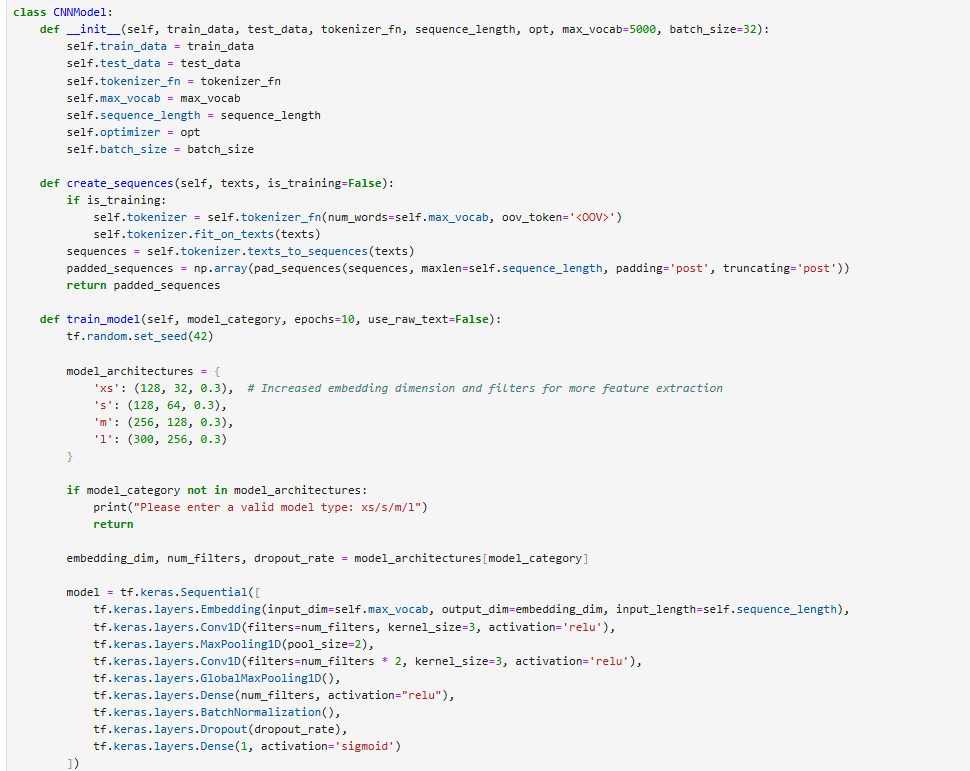 class CNNModel:
    def __init__(self, train_data, test_data, tokenizer_fn, sequence_length, opt, max_vocab=5000, batch_size=32):
        self.train_data = train_data
        self.test_data = test_data
        self.tokenizer_fn = tokenizer_fn
        self.max_vocab = max_vocab
        self.sequence_length = sequence_length
        self.optimizer = opt
        self.batch_size = batch_size

    def create_sequences(self, texts, is_training=False):
        if is_training:
            self.tokenizer = self.tokenizer_fn(num_words=self.max_vocab, oov_token='<OOV>')
            self.tokenizer.fit_on_texts(texts)
        sequences = self.tokenizer.texts_to_sequences(texts)
        padded_sequences = np.array(pad_sequences(sequences, maxlen=self.sequence_length, padding='post', truncating='post'))
        return padded_sequences

    def train_model(self, model_category, epochs=10, use_raw_text=False):
        tf.random.set_seed(42)

        model_architectures = {
            'xs': (128, 32, 0.3),  # Increased embedding dimension and filters for more feature extraction
            's': (128, 64, 0.3),
            'm': (256, 128, 0.3),
            'l': (300, 256, 0.3)
        }

        if model_category not in model_architectures:
            print("Please enter a valid model type: xs/s/m/l")
            return

        embedding_dim, num_filters, dropout_rate = model_architectures[model_category]

        model = tf.keras.Sequential([
            tf.keras.layers.Embedding(input_dim=self.max_vocab, output_dim=embedding_dim, input_length=self.sequence_length),
            tf.keras.layers.Conv1D(filters=num_filters, kernel_size=3, activation='relu'),
            tf.keras.layers.MaxPooling1D(pool_size=2),
            tf.keras.layers.Conv1D(filters=num_filters * 2, kernel_size=3, activation='relu'),
            tf.keras.layers.GlobalMaxPooling1D(),
            tf.keras.layers.Dense(num_filters, activation="relu"),
            tf.keras.layers.BatchNormalization(),
            tf.keras.layers.Dropout(dropout_rate),
            tf.keras.layers.Dense(1, activation='sigmoid')
        ])